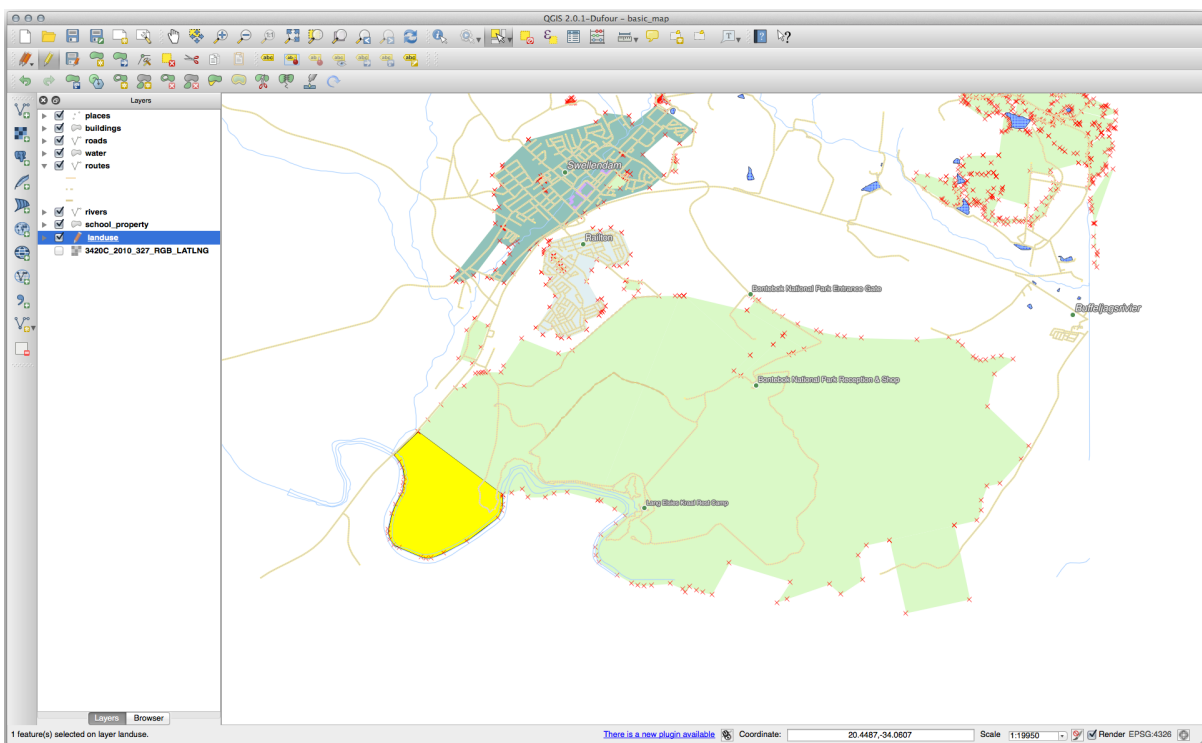 QGIS 2.0.1-Dufour - basic_map
Layers
places
buildings
roads
water
routes
rivers
school_property
landuse
3420C_2010_327_RGB_LATLNG
Swellendam
Railton
Bontebok National Park Entrance Gate
Buffeljagsrivier
Bontebok National Park Reception & Shop
Lang Elsies Kraal Rest Camp
Layers Browser
1 feature(s) selected on layer landuse.
There is a new plugin available Coordinate: 20.4487,-34.0607 Scale 1:19950 Render EPSG:4326